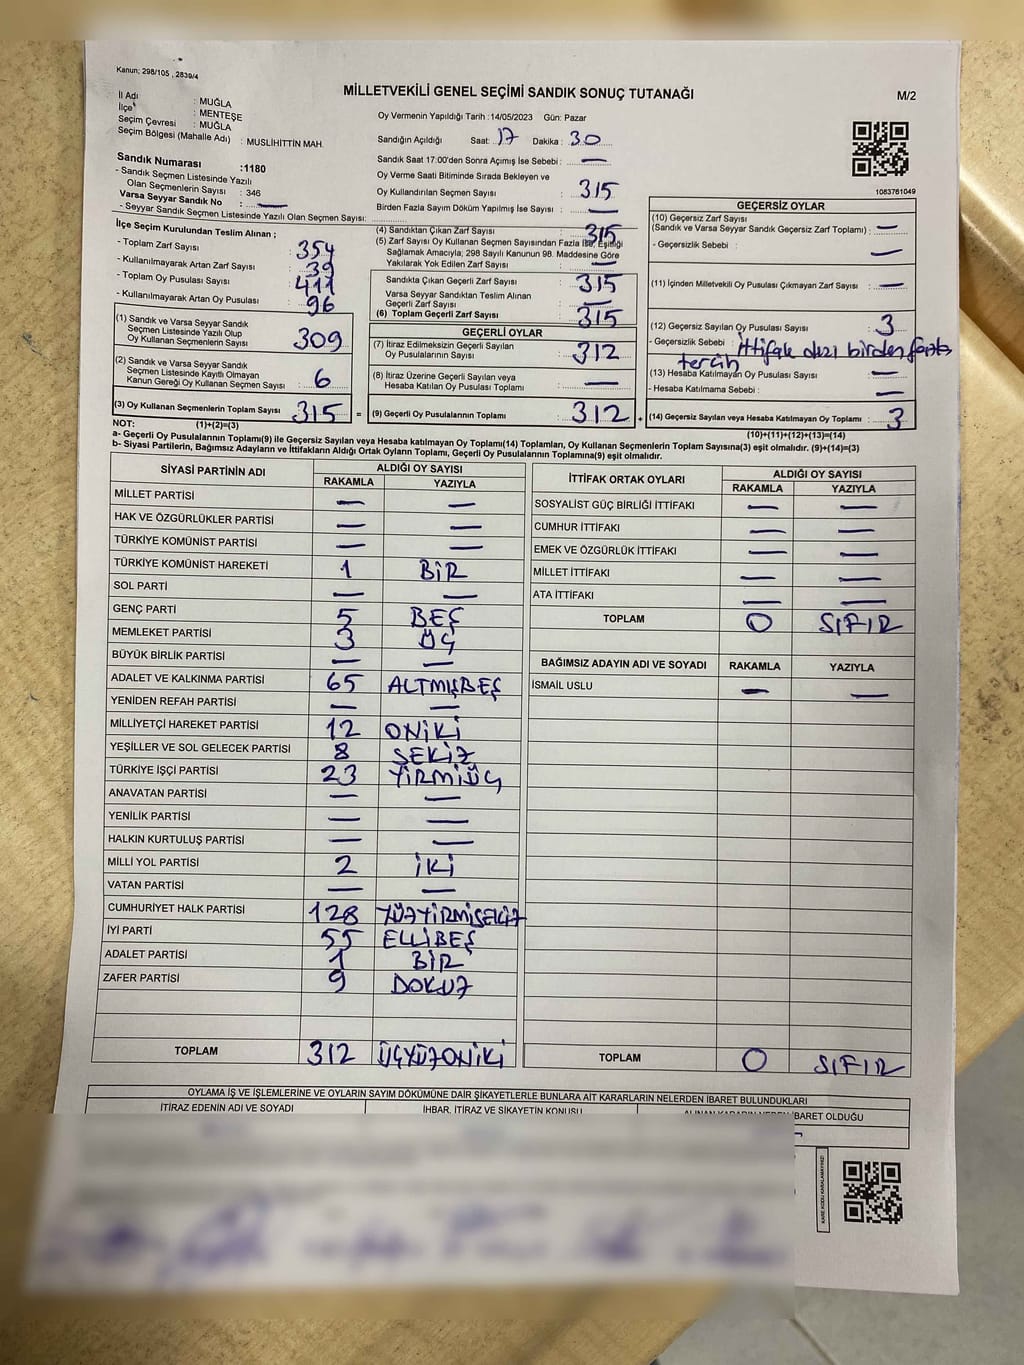 Kanun; 298/105 , 2839/4
MİLLETVEKİLİ GENEL SEÇİMİ SANDIK SONUÇ TUTANAĞI
M/2
İl Adı : MUĞLA
İlçe : MENTEŞE
Seçim Çevresi : MUĞLA
Seçim Bölgesi (Mahalle Adı) : MUSLİHİTTİN MAH.
Sandık Numarası :1180
- Sandık Seçmen Listesinde Yazılı
Olan Seçmenlerin Sayısı : 346
Varsa Seyyar Sandık No : —
- Seyyar Sandık Seçmen Listesinde Yazılı Olan Seçmen Sayısı:
İlçe Seçim Kurulundan Teslim Alınan ;
- Toplam Zarf Sayısı : 354
- Kullanılmayarak Artan Zarf Sayısı : 39
- Toplam Oy Pusulası Sayısı : 411
- Kullanılmayarak Artan Oy Pusulası : 96
(1) Sandık ve Varsa Seyyar Sandık
Seçmen Listesinde Yazılı Olup
Oy Kullanan Seçmenlerin Sayısı : 309
(2) Sandık ve Varsa Seyyar Sandık
Seçmen Listesinde Kayıtlı Olmayan
Kanun Gereği Oy Kullanan Seçmen Sayısı : 6
(3) Oy Kullanan Seçmenlerin Toplam Sayısı : 315 =
Oy Vermenin Yapıldığı Tarih :14/05/2023 Gün: Pazar
Sandığın Açıldığı Saat: 17 Dakika : 30
Sandık Saat 17:00'den Sonra Açımış İse Sebebi : —
Oy Verme Saati Bitiminde Sırada Bekleyen ve
Oy Kullandırılan Seçmen Sayısı : 315
Birden Fazla Sayım Döküm Yapılmış İse Sayısı : —
(4) Sandıktan Çıkan Zarf Sayısı : 315
(5) Zarf Sayısı Oy Kullanan Seçmen Sayısından Fazla İse, Eşitliği
Sağlamak Amacıyla; 298 Sayılı Kanunun 98. Maddesine Göre
Yakılarak Yok Edilen Zarf Sayısı : —
Sandıkta Çıkan Geçerli Zarf Sayısı : 315
Varsa Seyyar Sandıktan Teslim Alınan
Geçerli Zarf Sayısı : —
(6) Toplam Geçerli Zarf Sayısı : 315
GEÇERLİ OYLAR
(7) İtiraz Edilmeksizin Geçerli Sayılan
Oy Pusulalarının Sayısı : 312
(8) İtiraz Üzerine Geçerli Sayılan veya
Hesaba Katılan Oy Pusulası Toplamı : —
(9) Geçerli Oy Pusulalarının Toplamı : 312 +
1083761049
GEÇERSİZ OYLAR
(10) Geçersiz Zarf Sayısı
(Sandık ve Varsa Seyyar Sandık Geçersiz Zarf Toplamı) : —
- Geçersizlik Sebebi : —
(11) İçinden Milletvekili Oy Pusulası Çıkmayan Zarf Sayısı : —
(12) Geçersiz Sayılan Oy Pusulası Sayısı : 3
- Geçersizlik Sebebi : ittifak dışı birden fazla
tercih
(13) Hesaba Katılmayan Oy Pusulası Sayısı : —
- Hesaba Katılmama Sebebi : —
(14) Geçersiz Sayılan veya Hesaba Katılmayan Oy Toplamı : 3
NOT: (1)+(2)=(3)
(10)+(11)+(12)+(13)=(14)
a- Geçerli Oy Pusulalarının Toplamı(9) ile Geçersiz Sayılan veya Hesaba katılmayan Oy Toplamı(14) Toplamları, Oy Kullanan Seçmenlerin Toplam Sayısına(3) eşit olmalıdır. (9)+(14)=(3)
b- Siyasi Partilerin, Bağımsız Adayların ve İttifakların Aldığı Ortak Oyların Toplamı, Geçerli Oy Pusulalarının Toplamına(9) eşit olmalıdır.
SİYASİ PARTİNİN ADI ALDIĞI OY SAYISI
RAKAMLA YAZIYLA
MİLLET PARTİSİ — —
HAK VE ÖZGÜRLÜKLER PARTİSİ — —
TÜRKİYE KOMÜNİST PARTİSİ — —
TÜRKİYE KOMÜNİST HAREKETİ 1 BİR
SOL PARTİ — —
GENÇ PARTİ 5 BEŞ
MEMLEKET PARTİSİ 3 ÜÇ
BÜYÜK BİRLİK PARTİSİ — —
ADALET VE KALKINMA PARTİSİ 65 ALTMIŞBEŞ
YENİDEN REFAH PARTİSİ — —
MİLLİYETÇİ HAREKET PARTİSİ 12 ONİKİ
YEŞİLLER VE SOL GELECEK PARTİSİ 8 SEKİZ
TÜRKİYE İŞÇİ PARTİSİ 23 YİRMİÜÇ
ANAVATAN PARTİSİ — —
YENİLİK PARTİSİ — —
HALKIN KURTULUŞ PARTİSİ — —
MİLLİ YOL PARTİSİ 2 İKİ
VATAN PARTİSİ — —
CUMHURİYET HALK PARTİSİ 128 YÜZYİRMİSEKİZ
İYİ PARTİ 55 ELLİBEŞ
ADALET PARTİSİ 1 BİR
ZAFER PARTİSİ 9 DOKUZ
TOPLAM 312 ÜÇYÜZONİKİ
İTTİFAK ORTAK OYLARI ALDIĞI OY SAYISI
RAKAMLA YAZIYLA
SOSYALİST GÜÇ BİRLİĞİ İTTİFAKI — —
CUMHUR İTTİFAKI — —
EMEK VE ÖZGÜRLÜK İTTİFAKI — —
MİLLET İTTİFAKI — —
ATA İTTİFAKI — —
TOPLAM 0 SIFIR
BAĞIMSIZ ADAYIN ADI VE SOYADI RAKAMLA YAZIYLA
İSMAİL USLU — —
TOPLAM 0 SIFIR
OYLAMA İŞ VE İŞLEMLERİNE VE OYLARIN SAYIM DÖKÜMÜNE DAİR ŞİKAYETLERLE BUNLARA AİT KARARLARIN NELERDEN İBARET BULUNDUKLARI
İTİRAZ EDENİN ADI VE SOYADI İHBAR, İTİRAZ VE ŞİKAYETİN KONUSU ALINAN KARARIN NEDEN İBARET OLDUĞU
KARE KODU KARALAMAYINIZ!